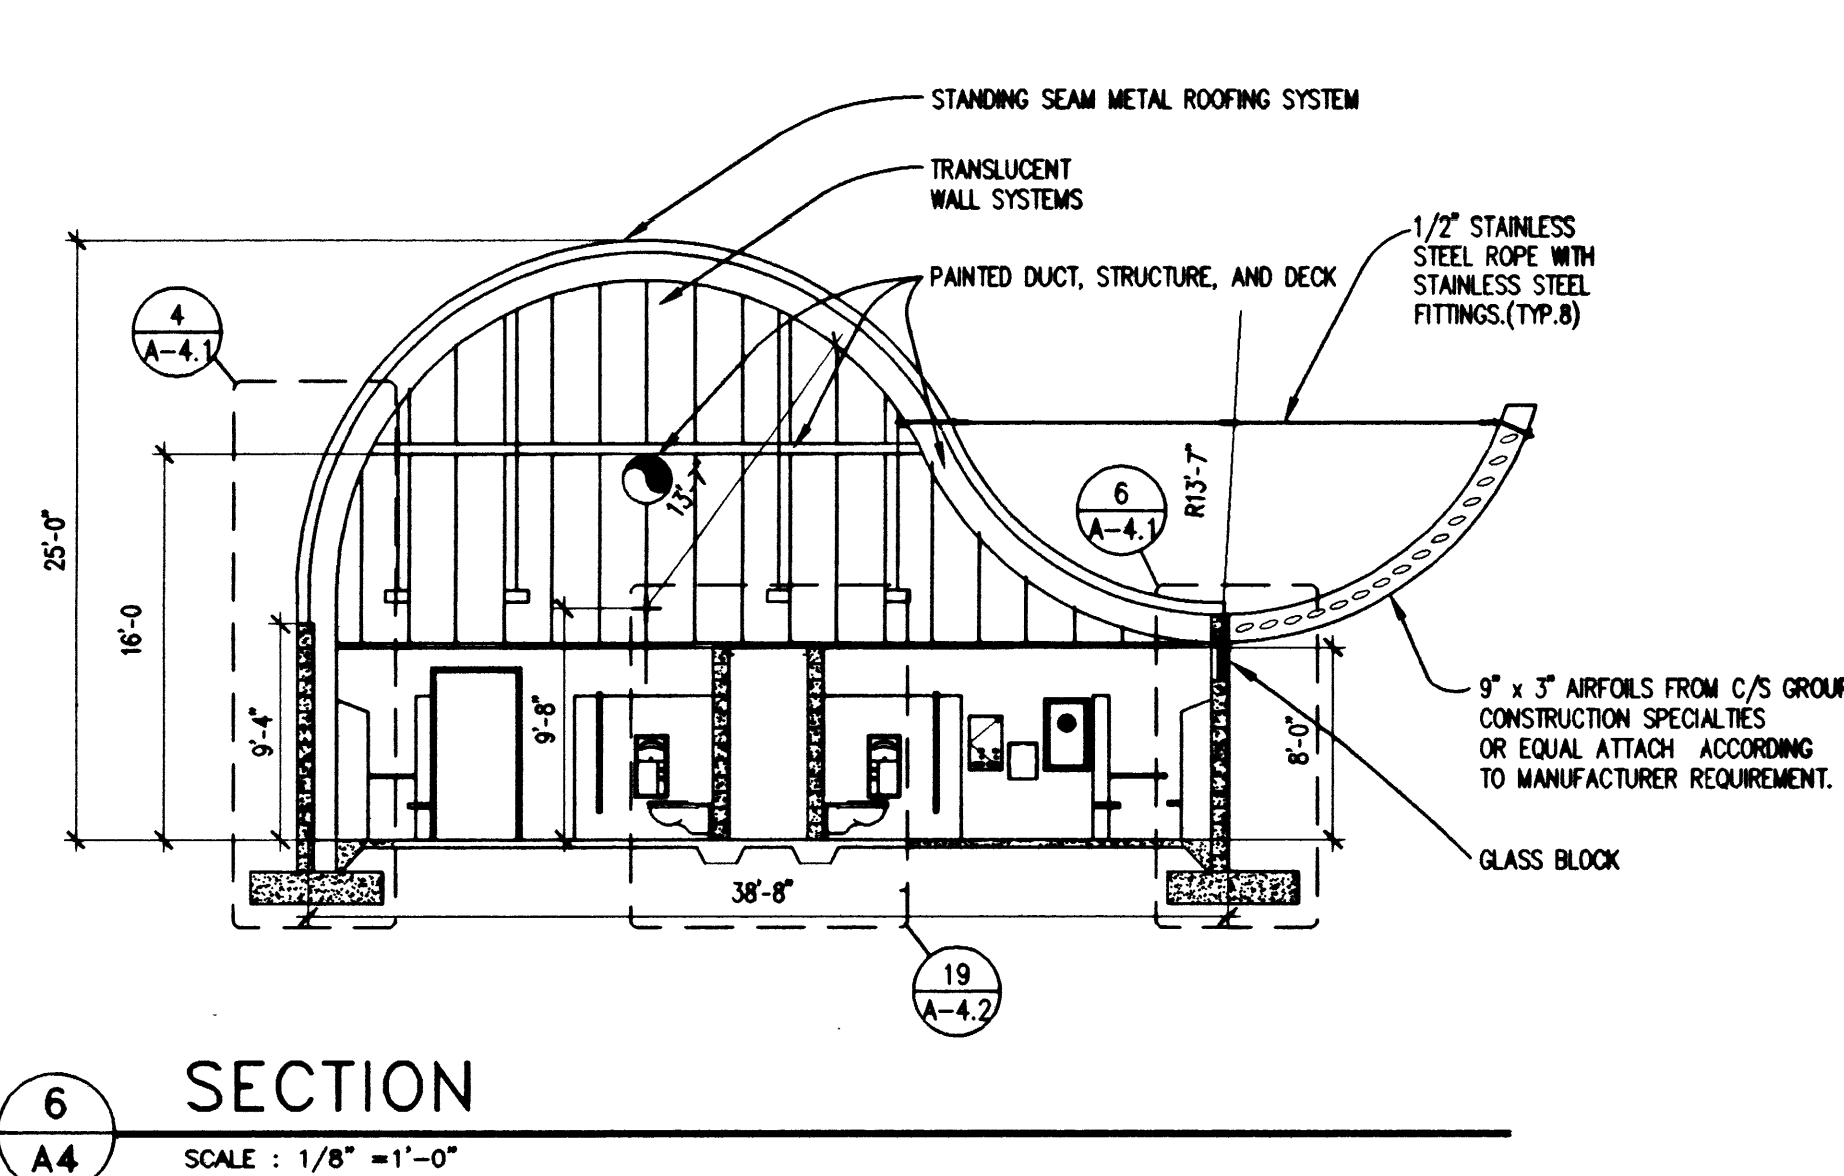 STANDING SEAM METAL ROOFING SYSTEM
TRANSLUCENT
WALL SYSTEMS
1/2" STAINLESS
STEEL ROPE WITH
STAINLESS STEEL
FITTINGS.(TYP.8)
PAINTED DUCT, STRUCTURE, AND DECK
4
A-4.1
25'-0"
16'-0
9'-4"
9'-8"
13'-7"
R13'-7"
6
A-4.1
8'-0"
9" x 3" AIRFOILS FROM C/S GROUP
CONSTRUCTION SPECIALTIES
OR EQUAL ATTACH ACCORDING
TO MANUFACTURER REQUIREMENT.
GLASS BLOCK
38'-8"
19
A-4.2
6
A4
SECTION
SCALE : 1/8" =1'-0"